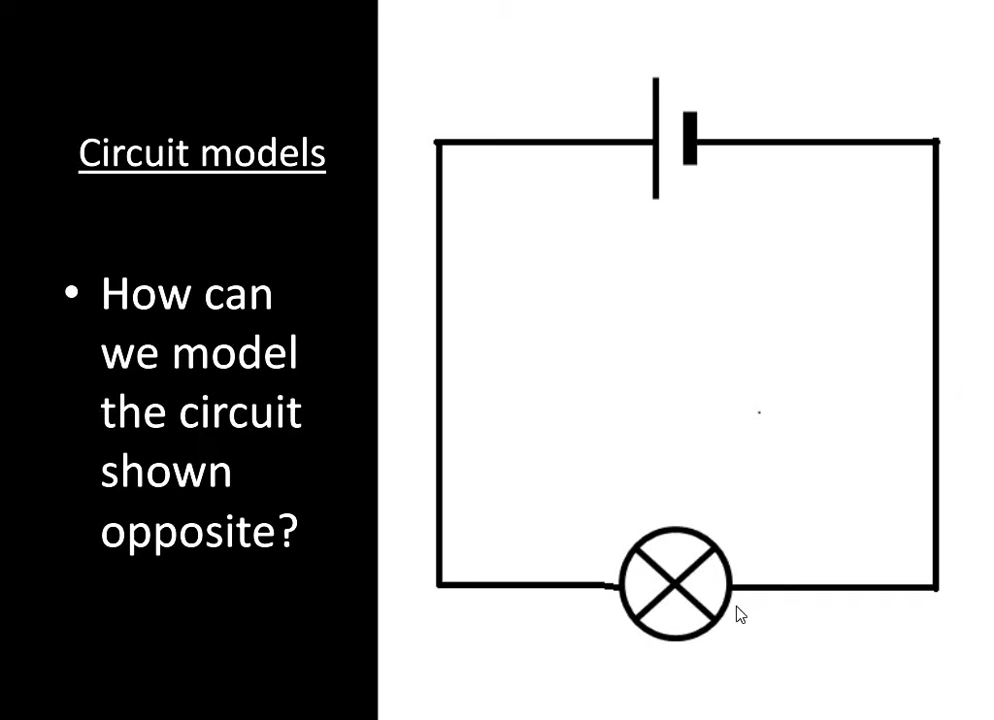 Circuit models
• How can
we model
the circuit
shown
opposite?